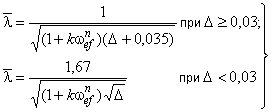 λ̅ = 1 / √((1 + kω_ef^n)(Δ + 0,035)) при Δ ≥ 0,03;
λ̅ = 1,67 / √((1 + kω_ef^n)√Δ) при Δ < 0,03